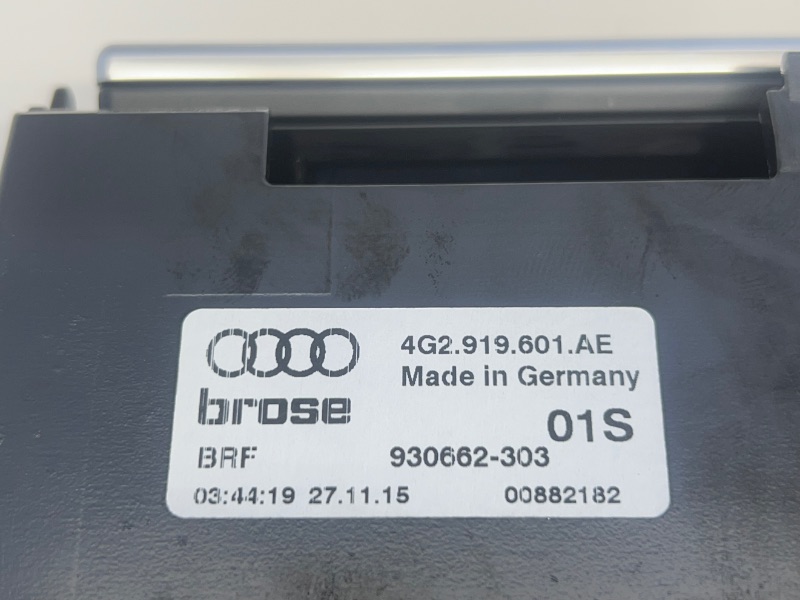 4G2.919.601.AE
Made in Germany
brose
01S
BRF 930662-303
03:44:19 27.11.15 00882182